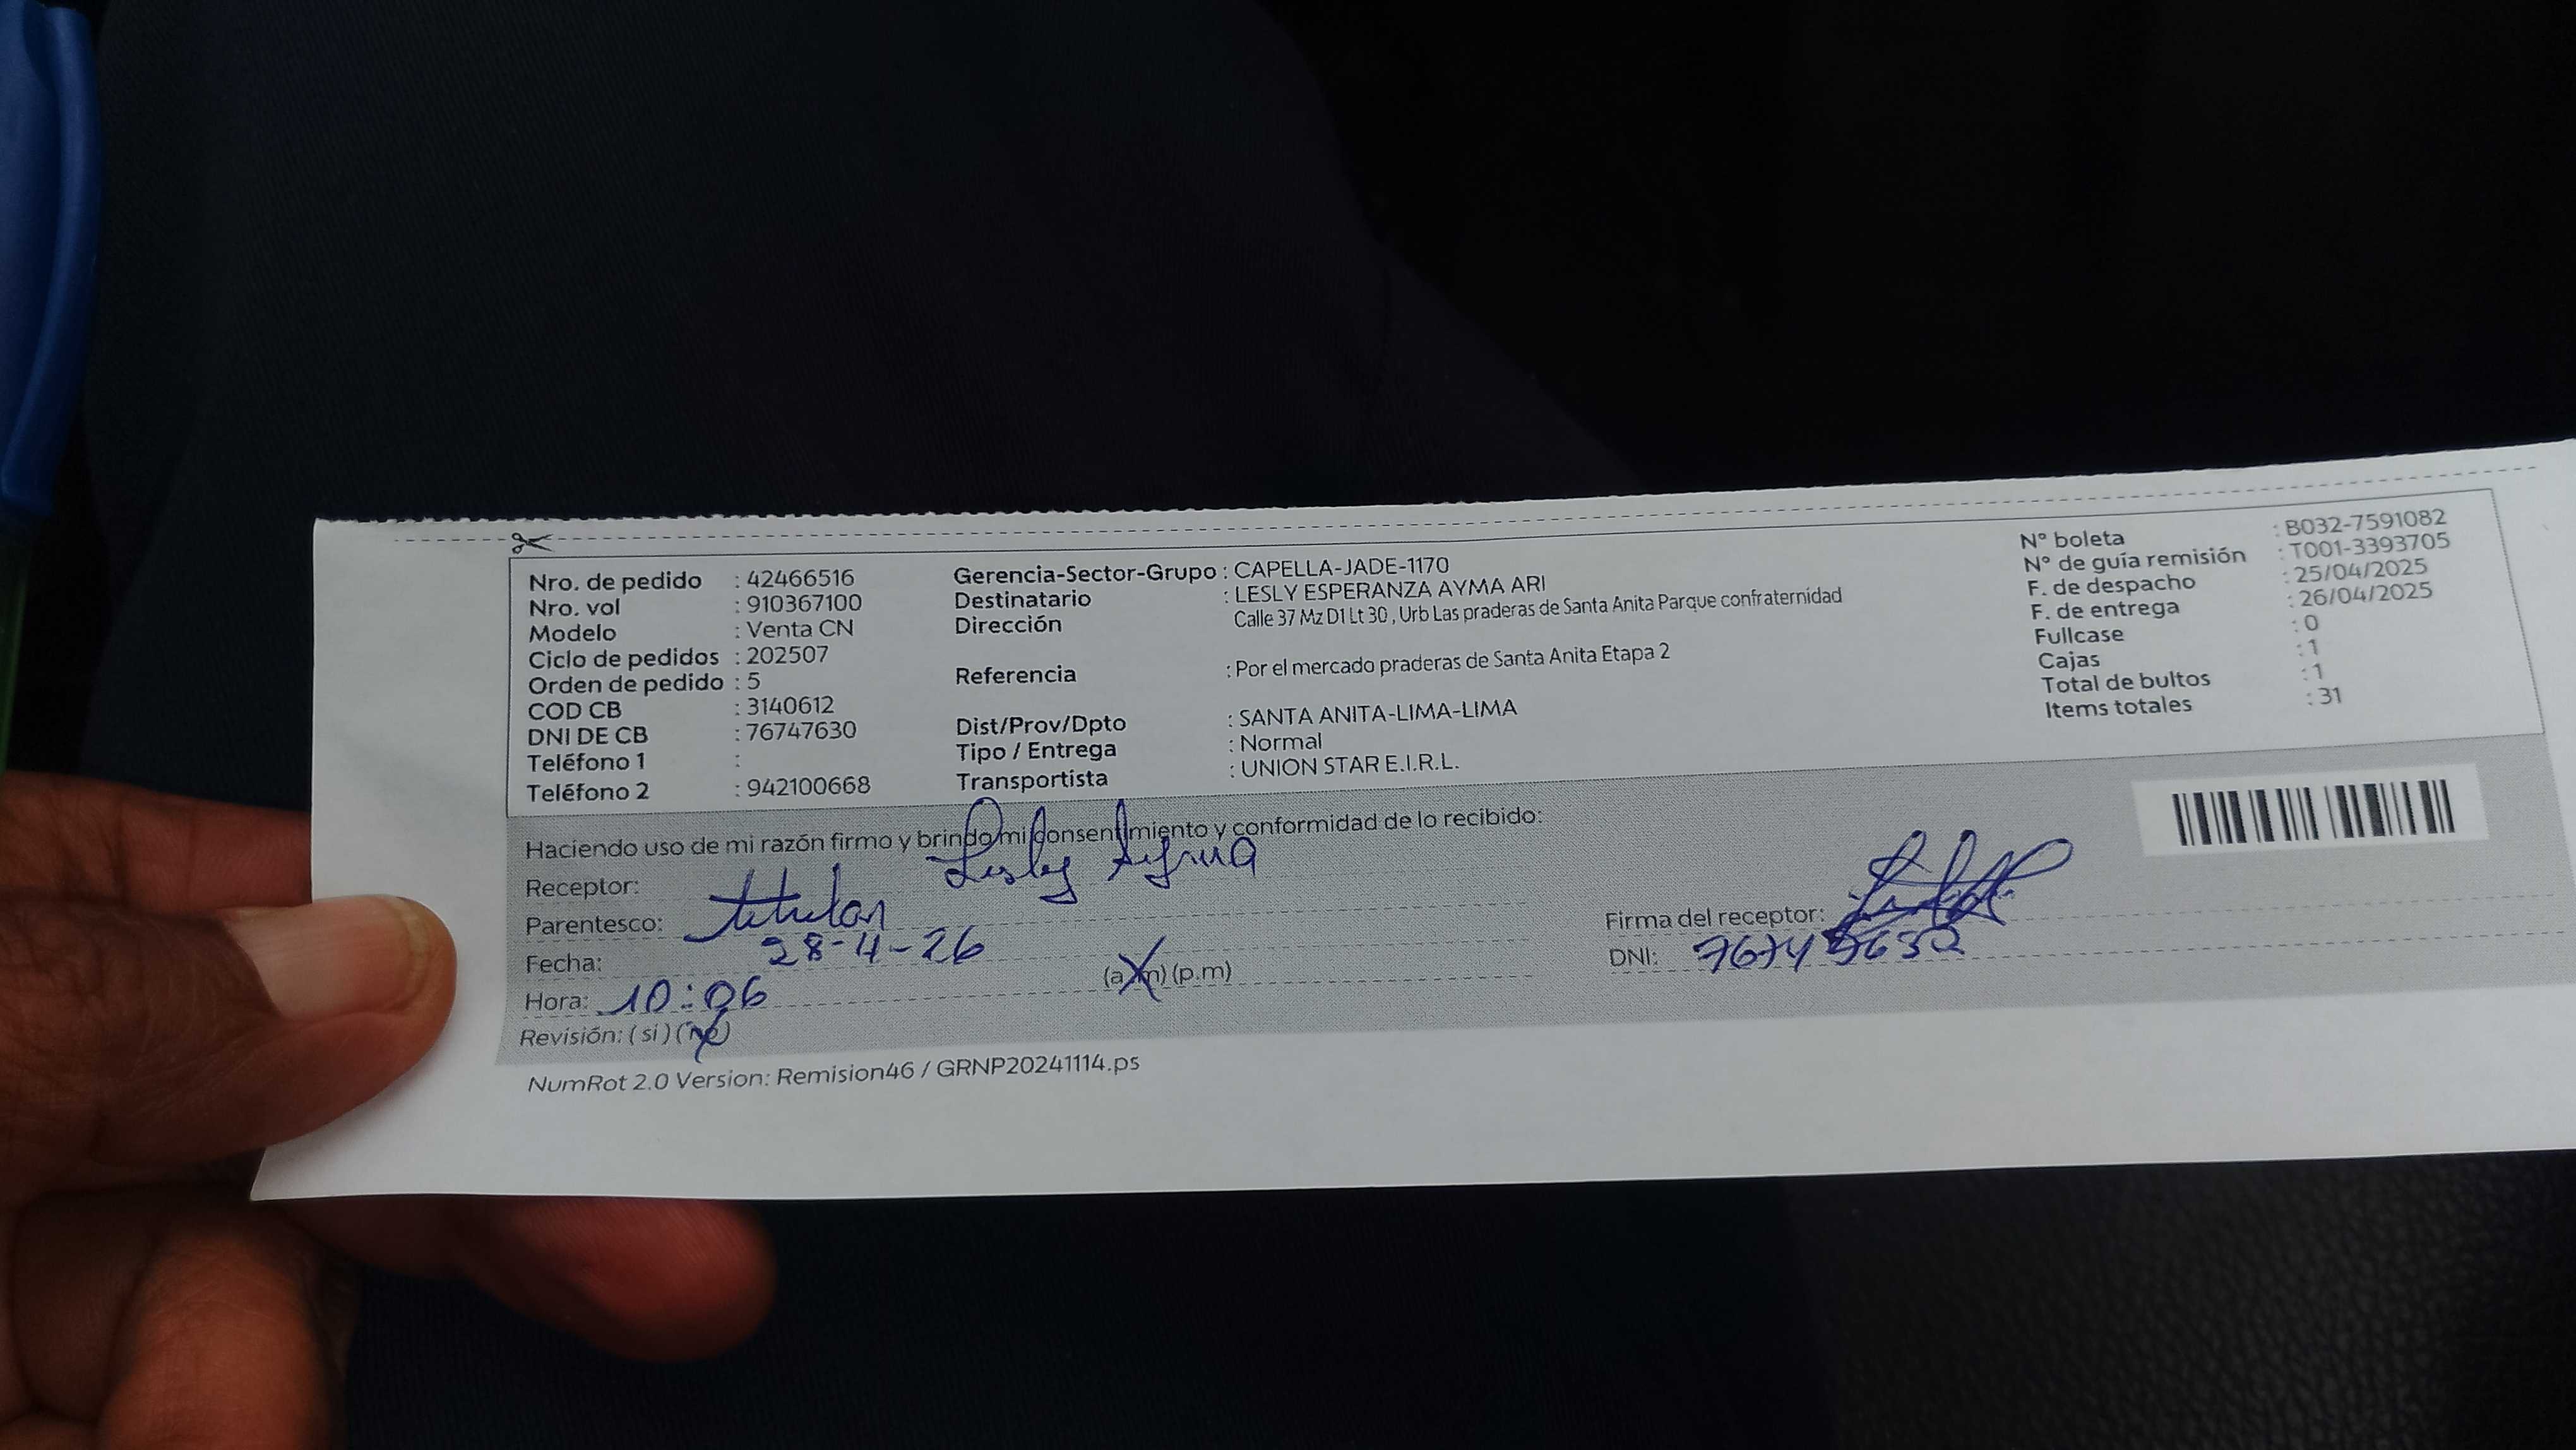 Nro. de pedido : 42466516
Nro. vol : 910367100
Modelo : Venta CN
Ciclo de pedidos : 202507
Orden de pedido : 5
COD CB : 3140612
DNI DE CB : 76747630
Teléfono 1 :
Teléfono 2 : 942100668
Gerencia-Sector-Grupo : CAPELLA-JADE-1170
Destinatario : LESLY ESPERANZA AYMA ARI
Dirección Calle 37 Mz D1 Lt 30 , Urb Las praderas de Santa Anita Parque confraternidad
Referencia : Por el mercado praderas de Santa Anita Etapa 2
Dist/Prov/Dpto : SANTA ANITA-LIMA-LIMA
Tipo / Entrega : Normal
Transportista : UNION STAR E.I.R.L.
N° boleta : B032-7591082
N° de guía remisión : T001-3393705
F. de despacho : 25/04/2025
F. de entrega : 26/04/2025
Fullcase : 0
Cajas : 1
Total de bultos : 1
Items totales : 31
Haciendo uso de mi razón firmo y brindo mi consentimiento y conformidad de lo recibido:
Receptor: Lesly
Parentesco: titular
Fecha: 28-4-26
Hora: 10:06 (a.m) (p.m)
Revisión: ( si ) ( no )
Firma del receptor:
DNI:
NumRot 2.0 Version: Remision46 / GRNP20241114.ps